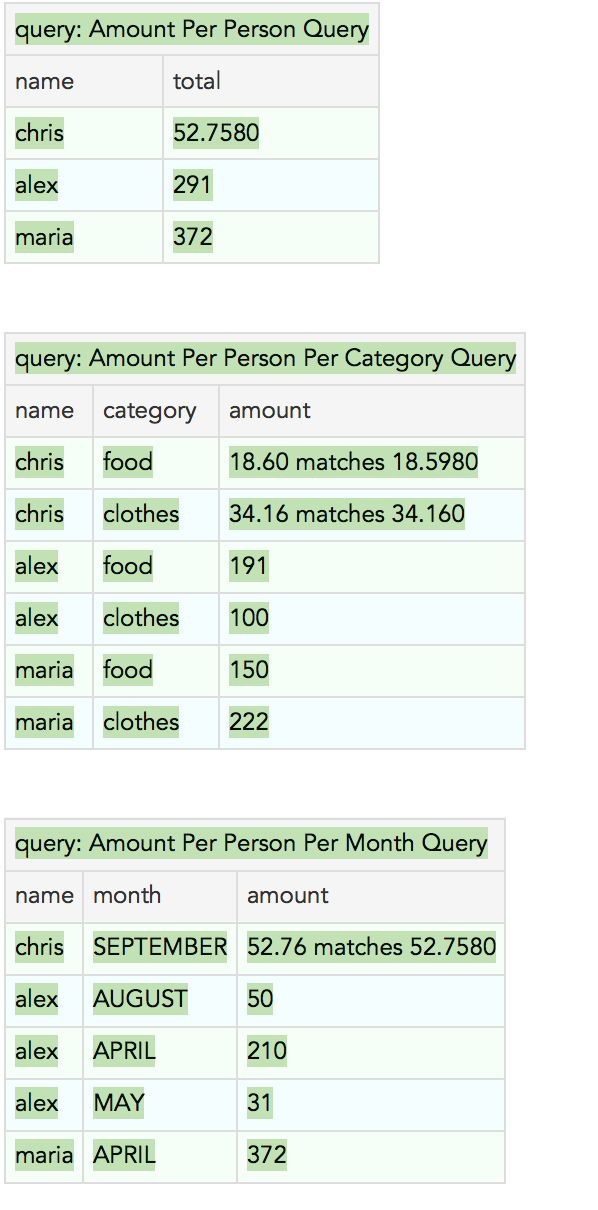 query: Amount Per Person Query
name total
chris 52.7580
alex 291
maria 372
query: Amount Per Person Per Category Query
name category amount
chris food 18.60 matches 18.5980
chris clothes 34.16 matches 34.160
alex food 191
alex clothes 100
maria food 150
maria clothes 222
query: Amount Per Person Per Month Query
name month amount
chris SEPTEMBER 52.76 matches 52.7580
alex AUGUST 50
alex APRIL 210
alex MAY 31
maria APRIL 372